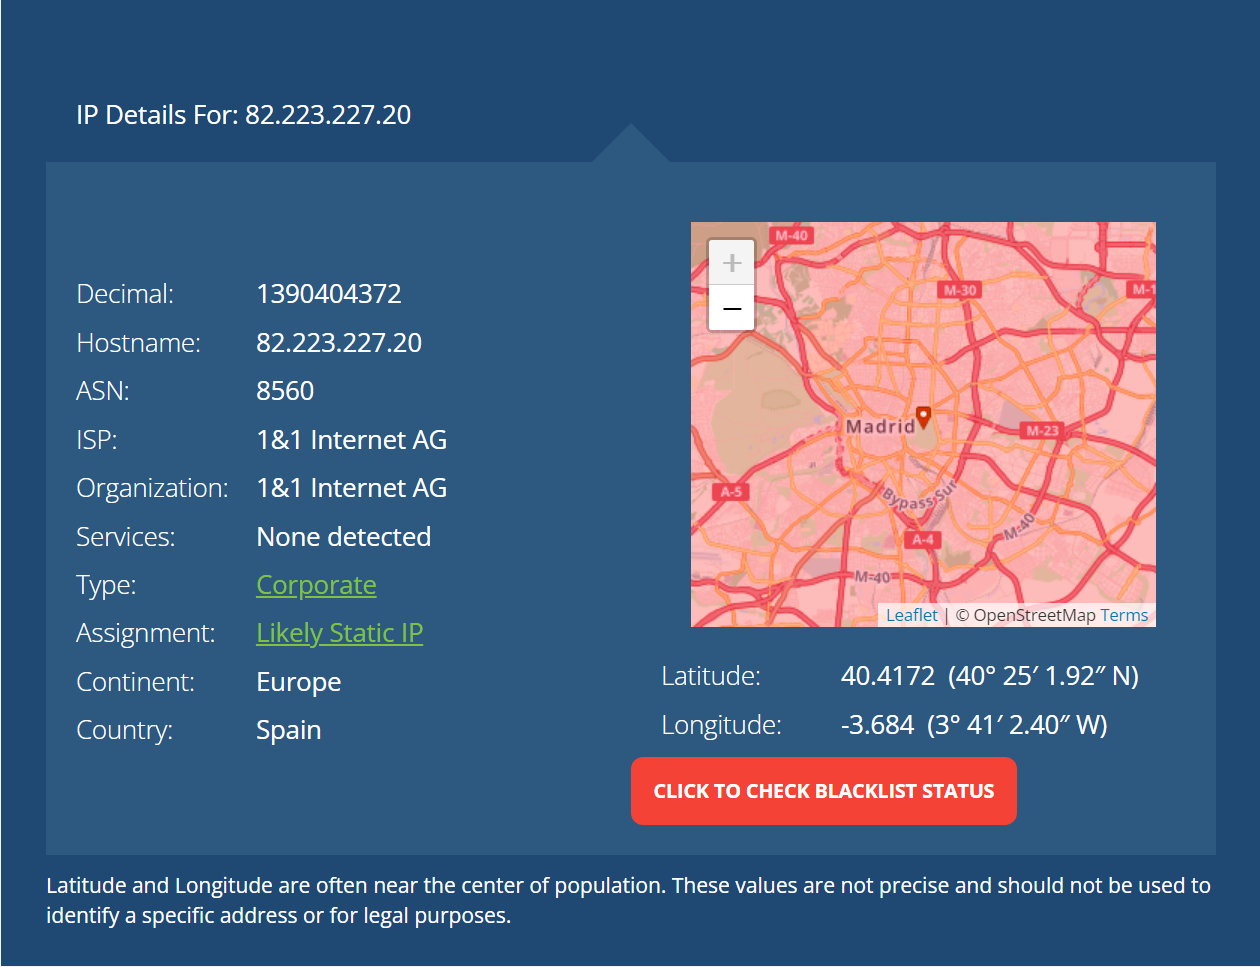 IP Details For: 82.223.227.20
Decimal: 1390404372
Hostname: 82.223.227.20
ASN: 8560
ISP: 1&1 Internet AG
Organization: 1&1 Internet AG
Services: None detected
Type: Corporate
Assignment: Likely Static IP
Continent: Europe
Country: Spain
M-40
+
−
M-30
M-1
Madrid
M-23
A-5
Bypass Sur
M-40
A-4
M-40
Leaflet | © OpenStreetMap Terms
Latitude: 40.4172 (40° 25′ 1.92″ N)
Longitude: -3.684 (3° 41′ 2.40″ W)
CLICK TO CHECK BLACKLIST STATUS
Latitude and Longitude are often near the center of population. These values are not precise and should not be used to
identify a specific address or for legal purposes.